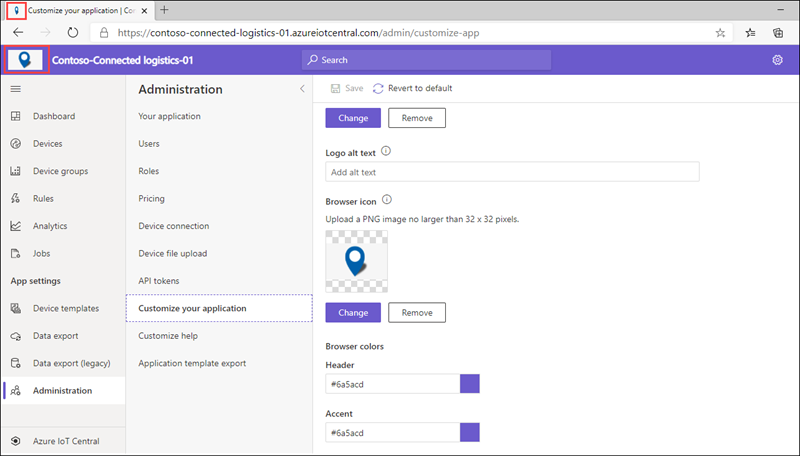 Customize your application | Con
https://contoso-connected-logistics-01.azureiotcentral.com/admin/customize-app
Contoso-Connected logistics-01
Search
Dashboard
Devices
Device groups
Rules
Analytics
Jobs
App settings
Device templates
Data export
Data export (legacy)
Administration
Azure IoT Central
Administration
Your application
Users
Roles
Pricing
Device connection
Device file upload
API tokens
Customize your application
Customize help
Application template export
Save Revert to default
Change Remove
Logo alt text
Add alt text
Browser icon
Upload a PNG image no larger than 32 x 32 pixels.
Change Remove
Browser colors
Header
#6a5acd
Accent
#6a5acd